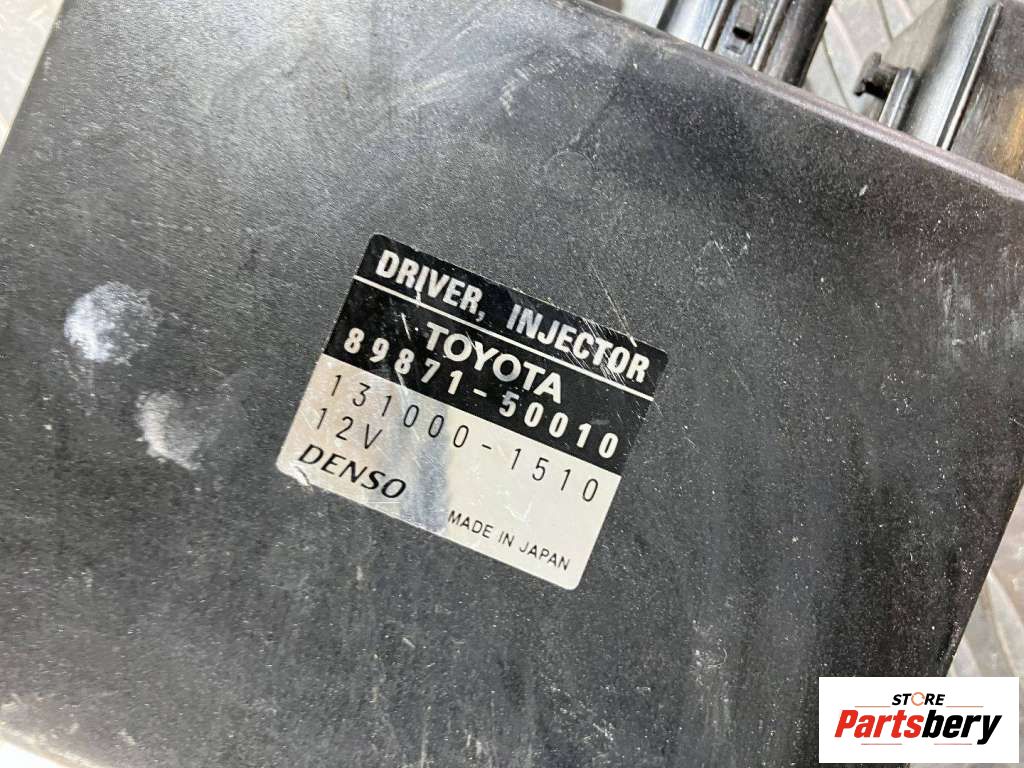 DRIVER, INJECTOR
TOYOTA
89871-50010
131000-1510
12V
DENSO
MADE IN JAPAN
STORE
Partsbery